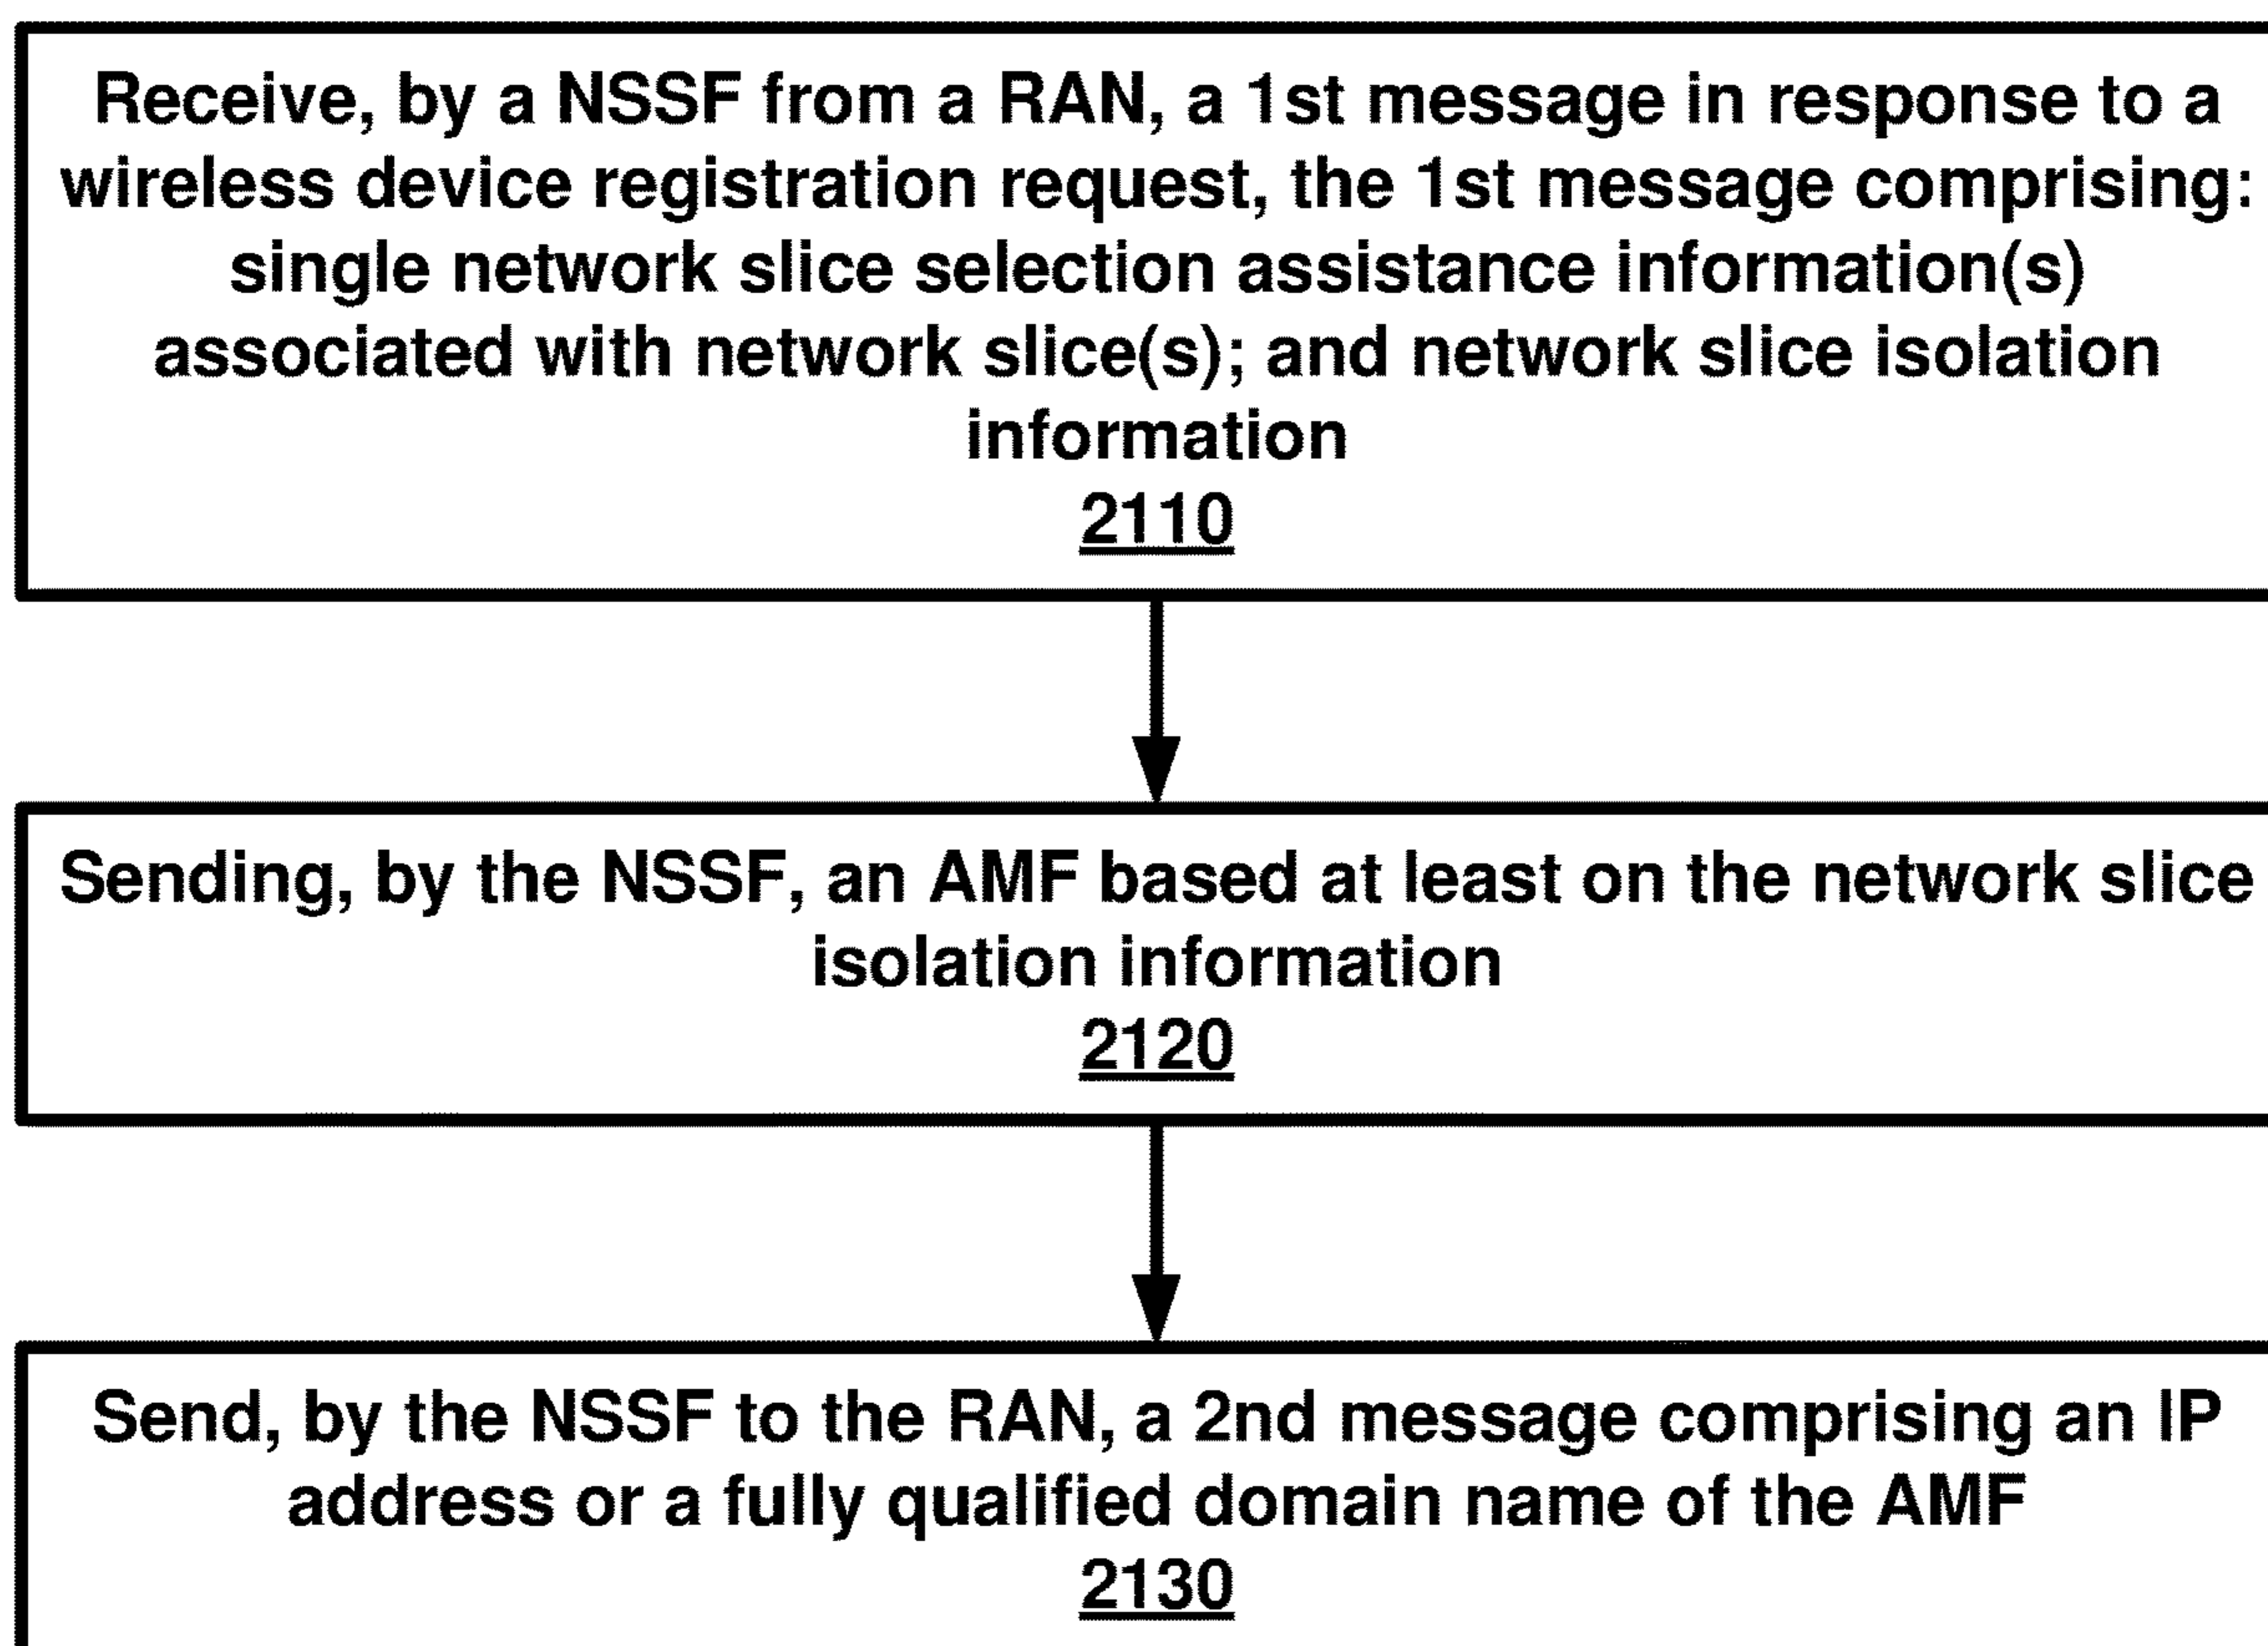 Receive, by a NSSF from a RAN, a 1st message in response to a
wireless device registration request, the 1st message comprising:
single network slice selection assistance information(s)
associated with network slice(s); and network slice isolation
information
2110
Sending, by the NSSF, an AMF based at least on the network slice
isolation information
2120
Send, by the NSSF to the RAN, a 2nd message comprising an IP
address or a fully qualified domain name of the AMF
2130